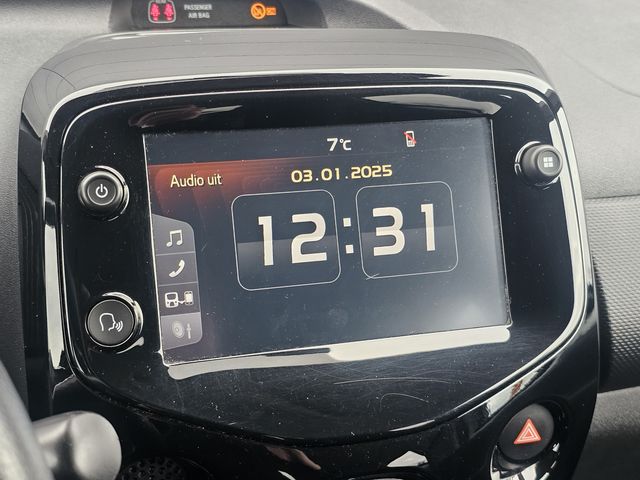 PASSENGER
AIR BAG
7°C
Audio uit
03.01.2025
12:31